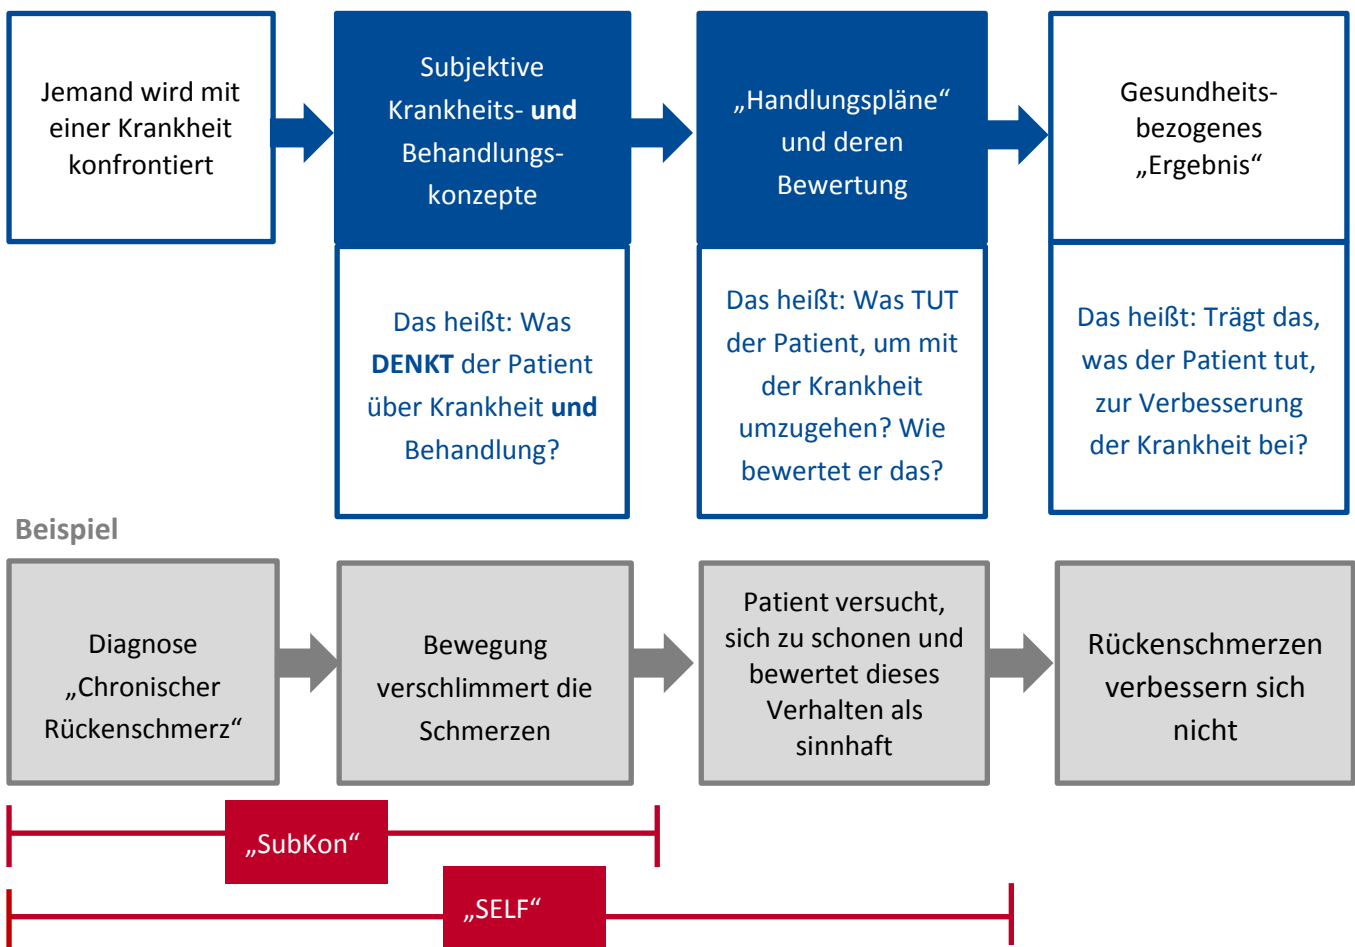 Jemand wird mit
einer Krankheit
konfrontiert
Subjektive
Krankheits- und
Behandlungs-
konzepte
„Handlungspläne“
und deren
Bewertung
Gesundheits-
bezogenes
„Ergebnis“
Das heißt: Was
DENKT der Patient
über Krankheit und
Behandlung?
Das heißt: Was TUT
der Patient, um mit
der Krankheit
umzugehen? Wie
bewertet er das?
Das heißt: Trägt das,
was der Patient tut,
zur Verbesserung
der Krankheit bei?
Beispiel
Diagnose
„Chronischer
Rückenschmerz“
Bewegung
verschlimmert die
Schmerzen
Patient versucht,
sich zu schonen und
bewertet dieses
Verhalten als
sinnhaft
Rückenschmerzen
verbessern sich
nicht
„SubKon“
„SELF“